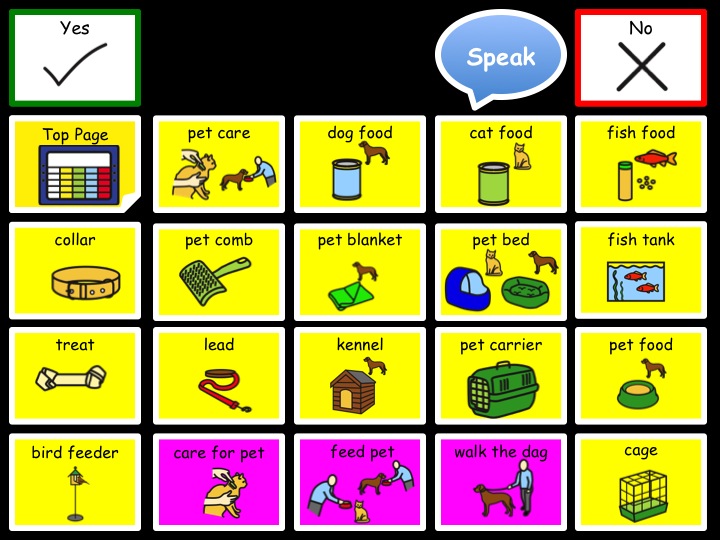 Yes
Speak
No
Top Page
pet care
dog food
cat food
fish food
collar
pet comb
pet blanket
pet bed
fish tank
treat
lead
kennel
pet carrier
pet food
bird feeder
care for pet
feed pet
walk the dag
cage